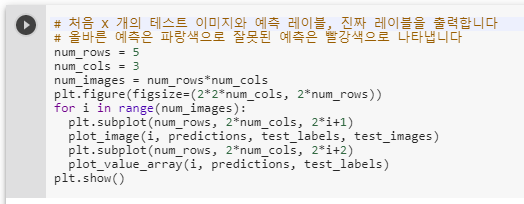 # 처음 X 개의 테스트 이미지와 예측 레이블, 진짜 레이블을 출력합니다
# 올바른 예측은 파랑색으로 잘못된 예측은 빨강색으로 나타냅니다
num_rows = 5
num_cols = 3
num_images = num_rows*num_cols
plt.figure(figsize=(2*2*num_cols, 2*num_rows))
for i in range(num_images):
  plt.subplot(num_rows, 2*num_cols, 2*i+1)
  plot_image(i, predictions, test_labels, test_images)
  plt.subplot(num_rows, 2*num_cols, 2*i+2)
  plot_value_array(i, predictions, test_labels)
plt.show()